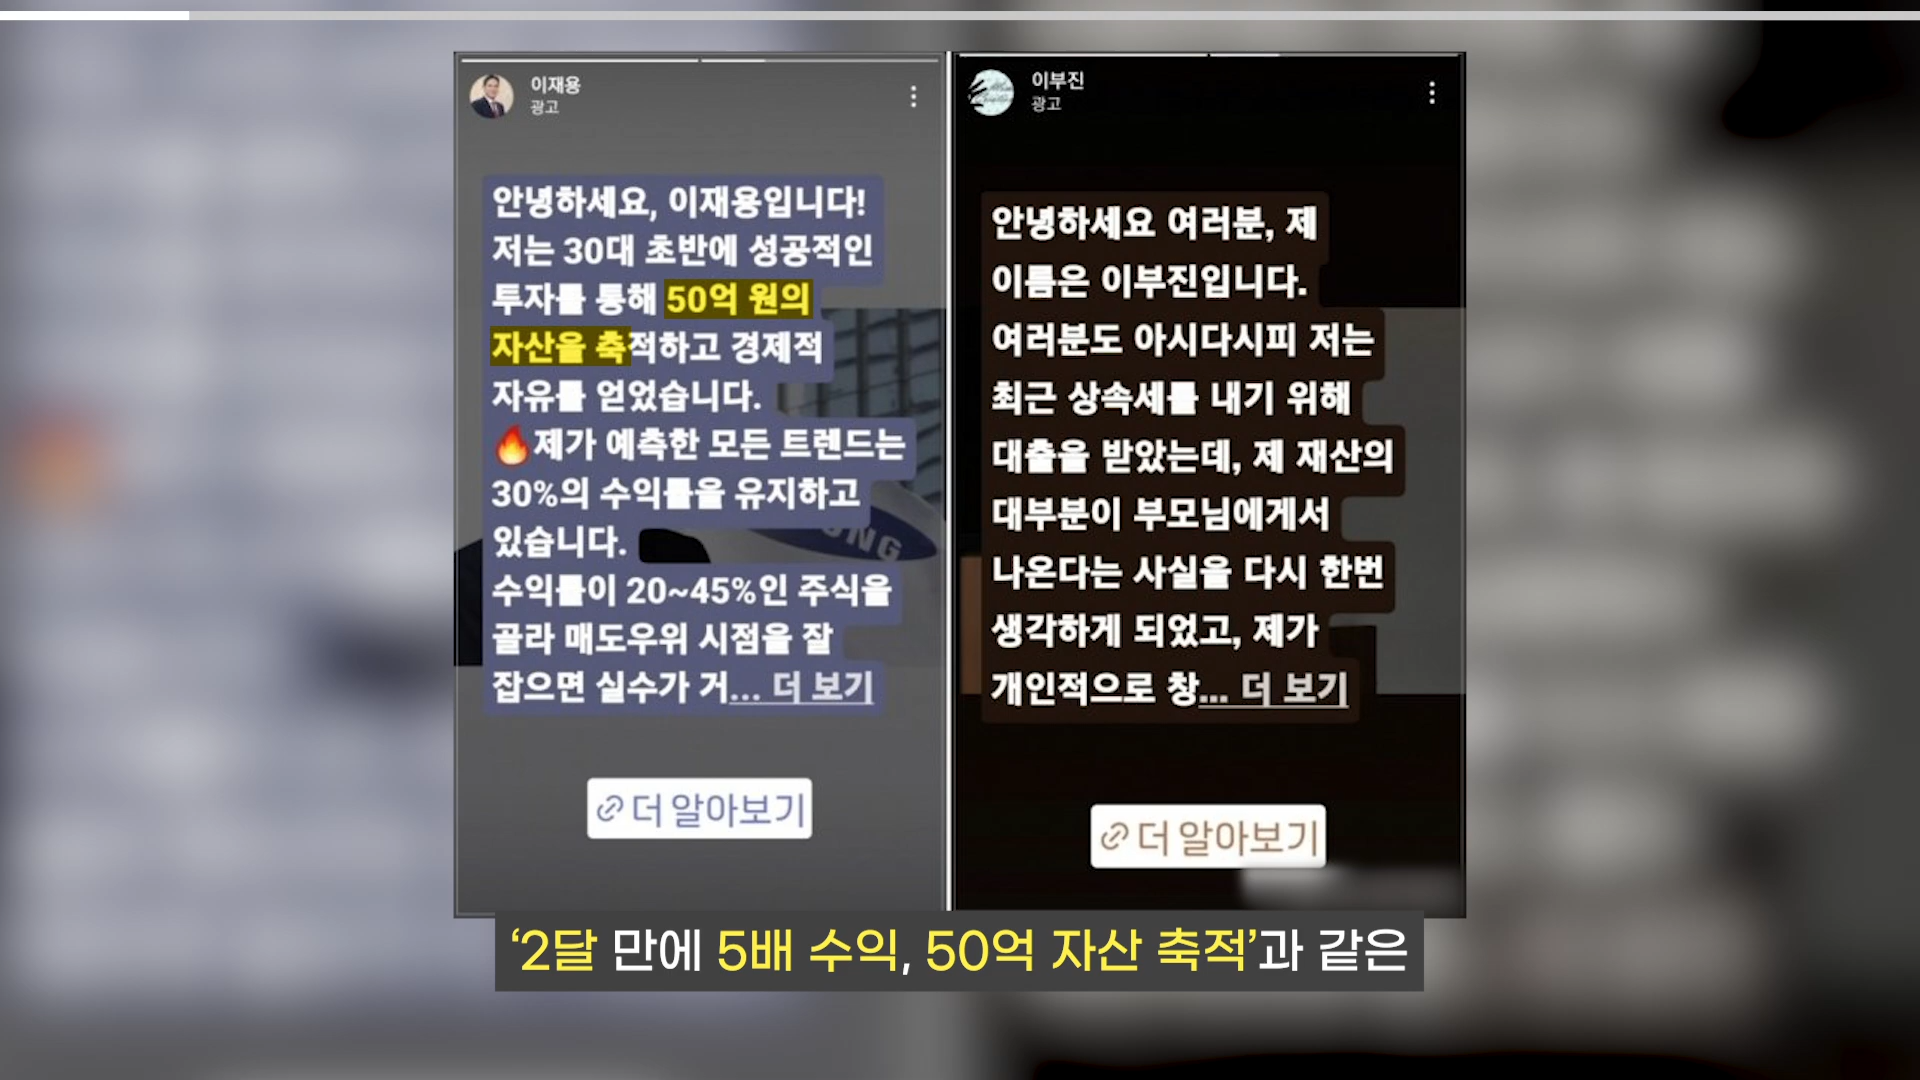 이재용
광고
안녕하세요, 이재용입니다!
저는 30대 초반에 성공적인
투자를 통해 50억 원의
자산을 축적하고 경제적
자유를 얻었습니다.
🔥제가 예측한 모든 트렌드는
30%의 수익률을 유지하고
있습니다.
수익률이 20~45%인 주식을
골라 매도우위 시점을 잘
잡으면 실수가 거... 더 보기
더 알아보기
이부진
광고
안녕하세요 여러분, 제
이름은 이부진입니다.
여러분도 아시다시피 저는
최근 상속세를 내기 위해
대출을 받았는데, 제 재산의
대부분이 부모님에게서
나온다는 사실을 다시 한번
생각하게 되었고, 제가
개인적으로 창... 더 보기
더 알아보기
‘2달 만에 5배 수익, 50억 자산 축적’과 같은